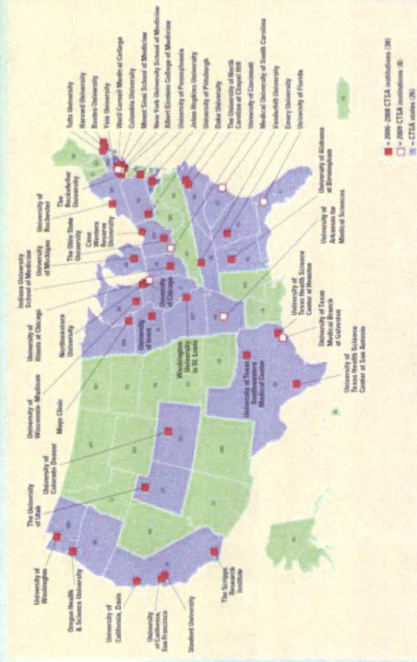 University of
Washington
Oregon Health
& Science University
University of
California, Davis
University
of California,
San Francisco
Stanford University
The Scripps
Research
Institute
The University
of Utah
University of
Colorado Denver
Mayo Clinic
University of
Wisconsin–Madison
University of
Iowa
Northwestern
University
University of
Illinois at Chicago
University
of Chicago
Indiana University
School of Medicine
University
of Michigan
The Ohio State
University
Case
Western
Reserve
University
University of
Rochester
The
Rockefeller
University
Tufts University
Harvard University
Boston University
Yale University
Weill Cornell Medical College
Columbia University
Mount Sinai School of Medicine
New York University School of Medicine
Albert Einstein College of Medicine
University of Pennsylvania
Johns Hopkins University
University of Pittsburgh
Duke University
The University of North
Carolina at Chapel Hill
University of Cincinnati
Medical University of South Carolina
Vanderbilt University
Emory University
University of Florida
University of Alabama
at Birmingham
University of
Arkansas for
Medical Sciences
Washington
University
in St. Louis
University of Texas
Southwestern
Medical Center
University of
Texas Health Science
Center at Houston
University of Texas
Medical Branch
at Galveston
University of
Texas Health Science
Center at San Antonio
= 2006–2008 CTSA institutions (38)
= 2009 CTSA institutions (8)
= CTSA states (26)